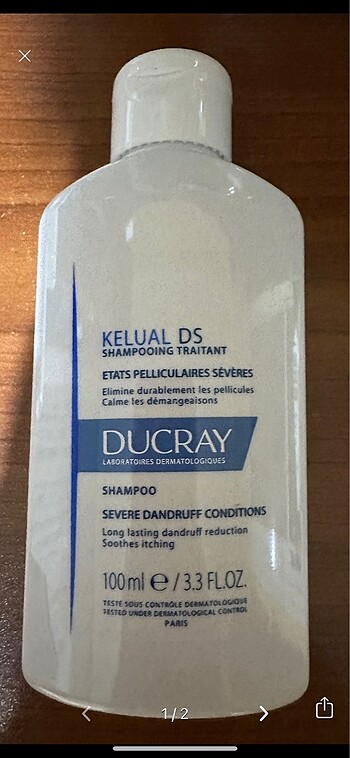 KELUAL DS
SHAMPOOING TRAITANT
ETATS PELLICULAIRES SÉVÈRES
Elimine durablement les pellicules
Calme les démangeaisons
DUCRAY
LABORATOIRES DERMATOLOGIQUES
SHAMPOO
SEVERE DANDRUFF CONDITIONS
Long lasting dandruff reduction
Soothes itching
100 ml ℮ / 3.3 FL.OZ.
TESTÉ SOUS CONTRÔLE DERMATOLOGIQUE
TESTED UNDER DERMATOLOGICAL CONTROL
PARIS
1/2